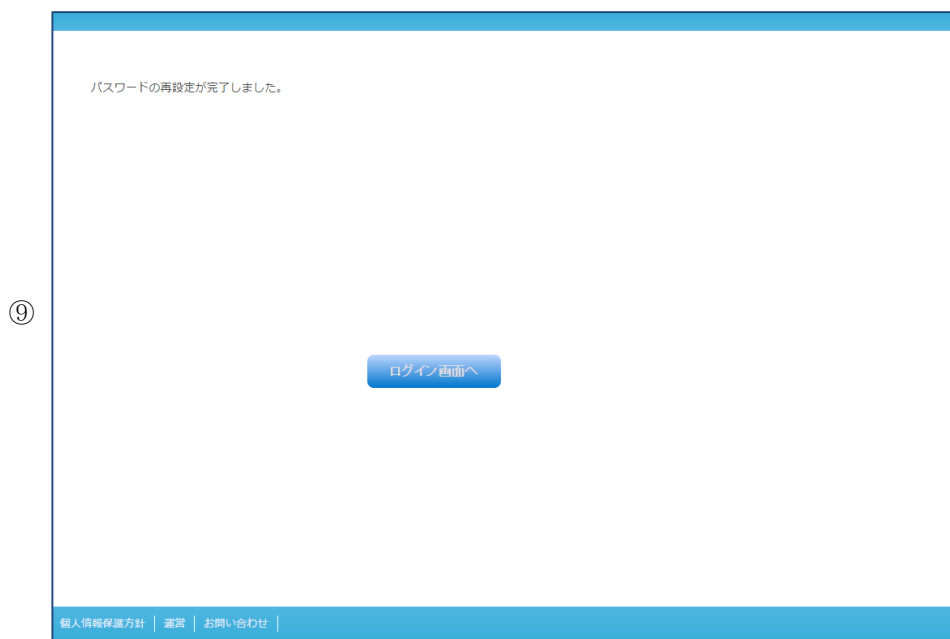 パスワードの再設定が完了しました。
⑨
ログイン画面へ
個人情報保護方針 | 運営 | お問い合わせ |